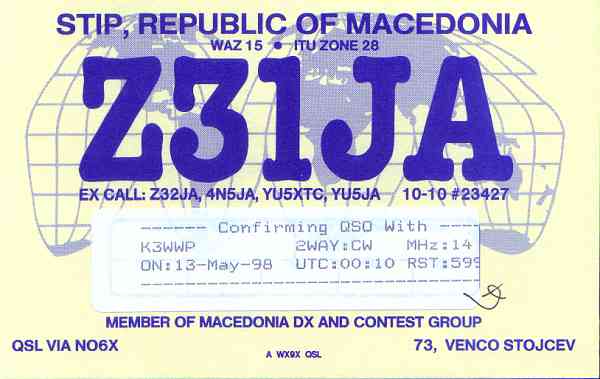 STIP, REPUBLIC OF MACEDONIA
WAZ 15 • ITU ZONE 28
Z31JA
EX CALL: Z32JA, 4N5JA, YU5XTC, YU5JA 10-10 #23427
------ Confirming QSO With ----
K3WWP 2WAY:CW MHz:14
ON:13-May-98 UTC:00:10 RST:599
MEMBER OF MACEDONIA DX AND CONTEST GROUP
QSL VIA NO6X 73, VENCO STOJCEV
A WX9X QSL